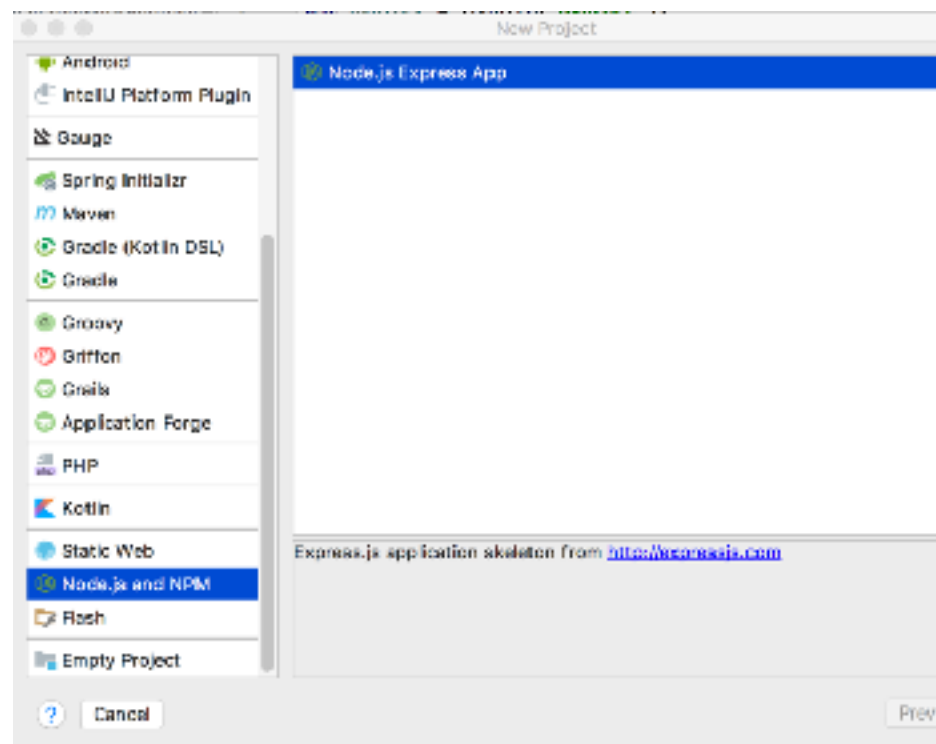 New Project
Android
IntelliJ Platform Plugin
Gauge
Spring Initializr
Maven
Gradle (Kotlin DSL)
Gradle
Groovy
Griffon
Grails
Application Forge
PHP
Kotlin
Static Web
Node.js and NPM
Flash
Empty Project
Node.js Express App
Express.js application skeleton from http://expressjs.com
?
Cancel
Prev